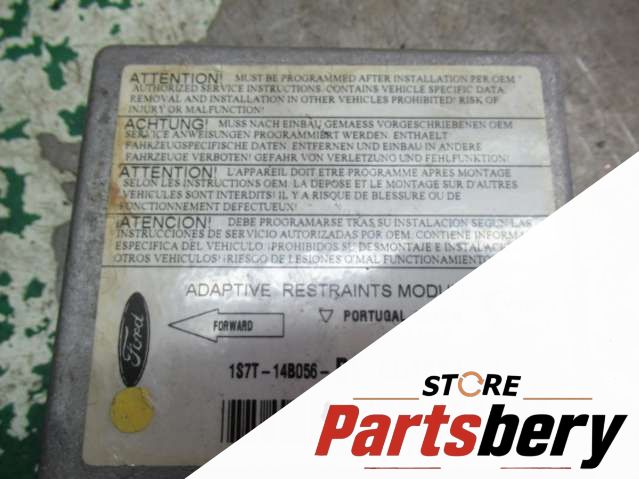 ATTENTION! MUST BE PROGRAMMED AFTER INSTALLATION PER OEM
AUTHORIZED SERVICE INSTRUCTIONS. CONTAINS VEHICLE SPECIFIC DATA
REMOVAL AND INSTALLATION IN OTHER VEHICLES PROHIBITED! RISK OF
INJURY OR MALFUNCTION!
ACHTUNG! MUSS NACH EINBAU, GEMAESS VORGESCHRIEBENEN OEM
SERVICE ANWEISUNGEN PROGRAMMIERT WERDEN. ENTHAELT
FAHRZEUGSPEZIFISCHE DATEN. ENTFERNEN UND EINBAU IN ANDERE
FAHRZEUGE VERBOTEN! GEFAHR VON VERLETZUNG UND FEHLFUNKTION!
ATTENTION! L'APPAREIL DOIT ETRE PROGRAMME APRES MONTAGE
SELON LES INSTRUCTIONS OEM. LA DEPOSE ET LE MONTAGE SUR D'AUTRES
VEHICULES SONT INTERDITS! IL Y A RISQUE DE BLESSURE OU DE
FONCTIONNEMENT DEFECTUEUX!
¡ATENCION! DEBE PROGRAMARSE TRAS SU INSTALACION SEGUN LAS
INSTRUCCIONES DE SERVICIO AUTORIZADAS POR OEM. CONTIENE INFORMA
ESPECIFICA DEL VEHICULO ¡PROHIBIDOS SU DESMONTAJE E INSTALAC
OTROS VEHICULOS! ¡RIESGO DE LESIONES O'MAL FUNCIONAMIENTO
ADAPTIVE RESTRAINTS MODU
Ford FORWARD PORTUGAL
1S7T-14B056-
STORE
Partsbery